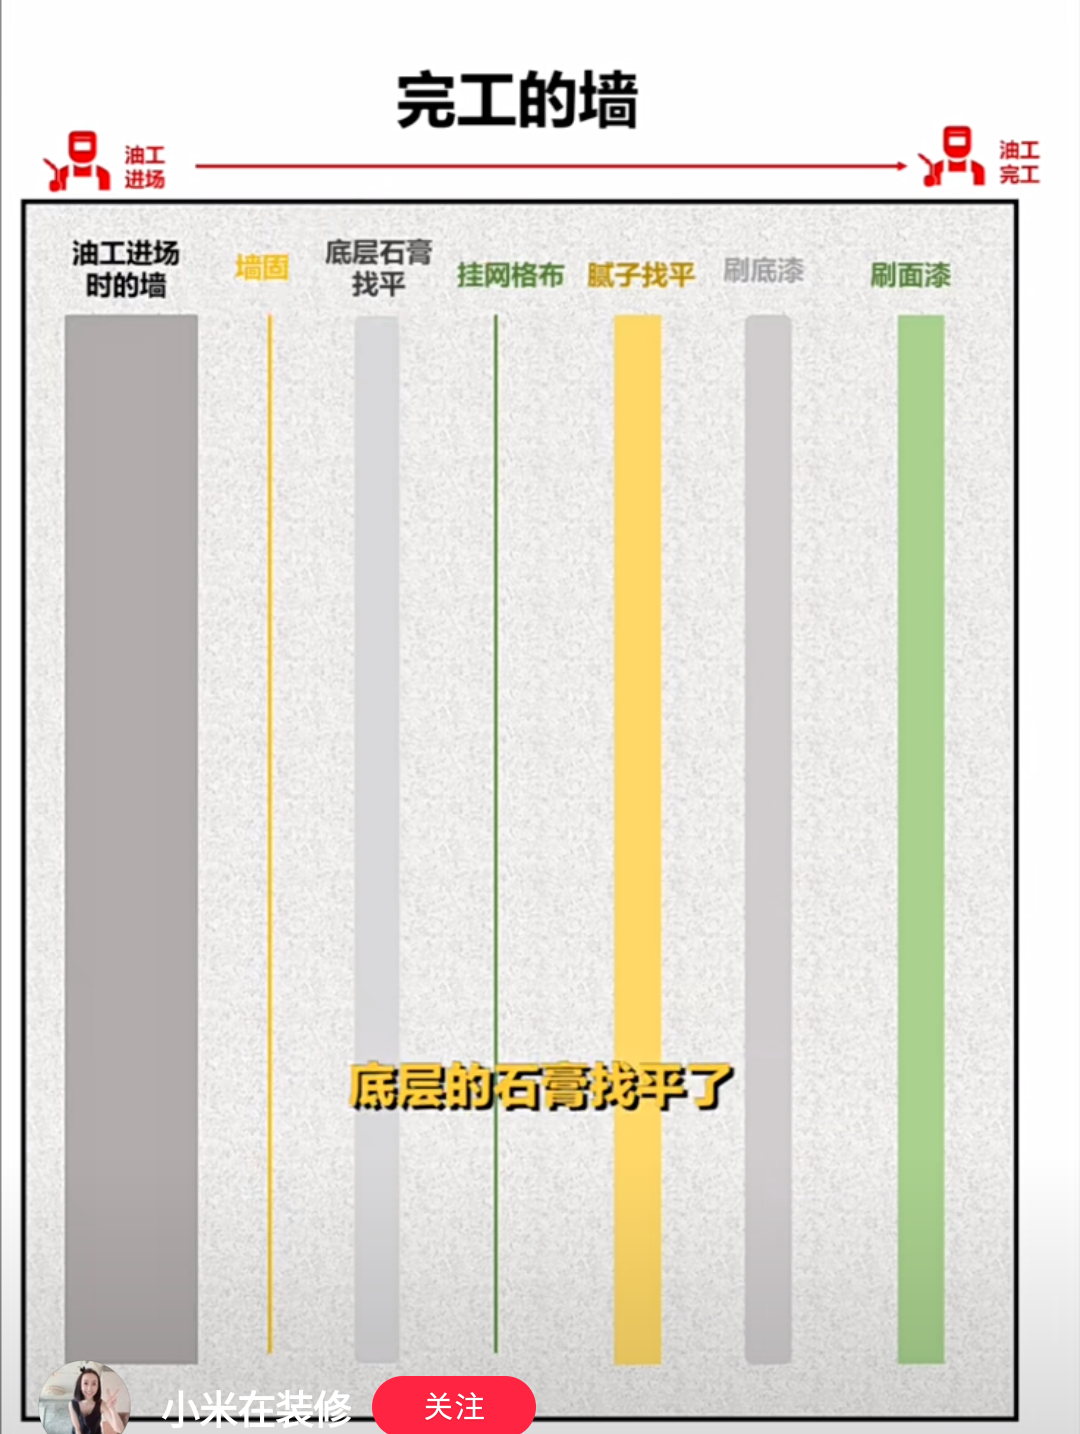 完工的墙
油工
进场
油工
完工
油工进场
时的墙
墙固
底层石膏
找平
挂网格布
腻子找平
刷底漆
刷面漆
底层的石膏找平了
小米在装修
关注